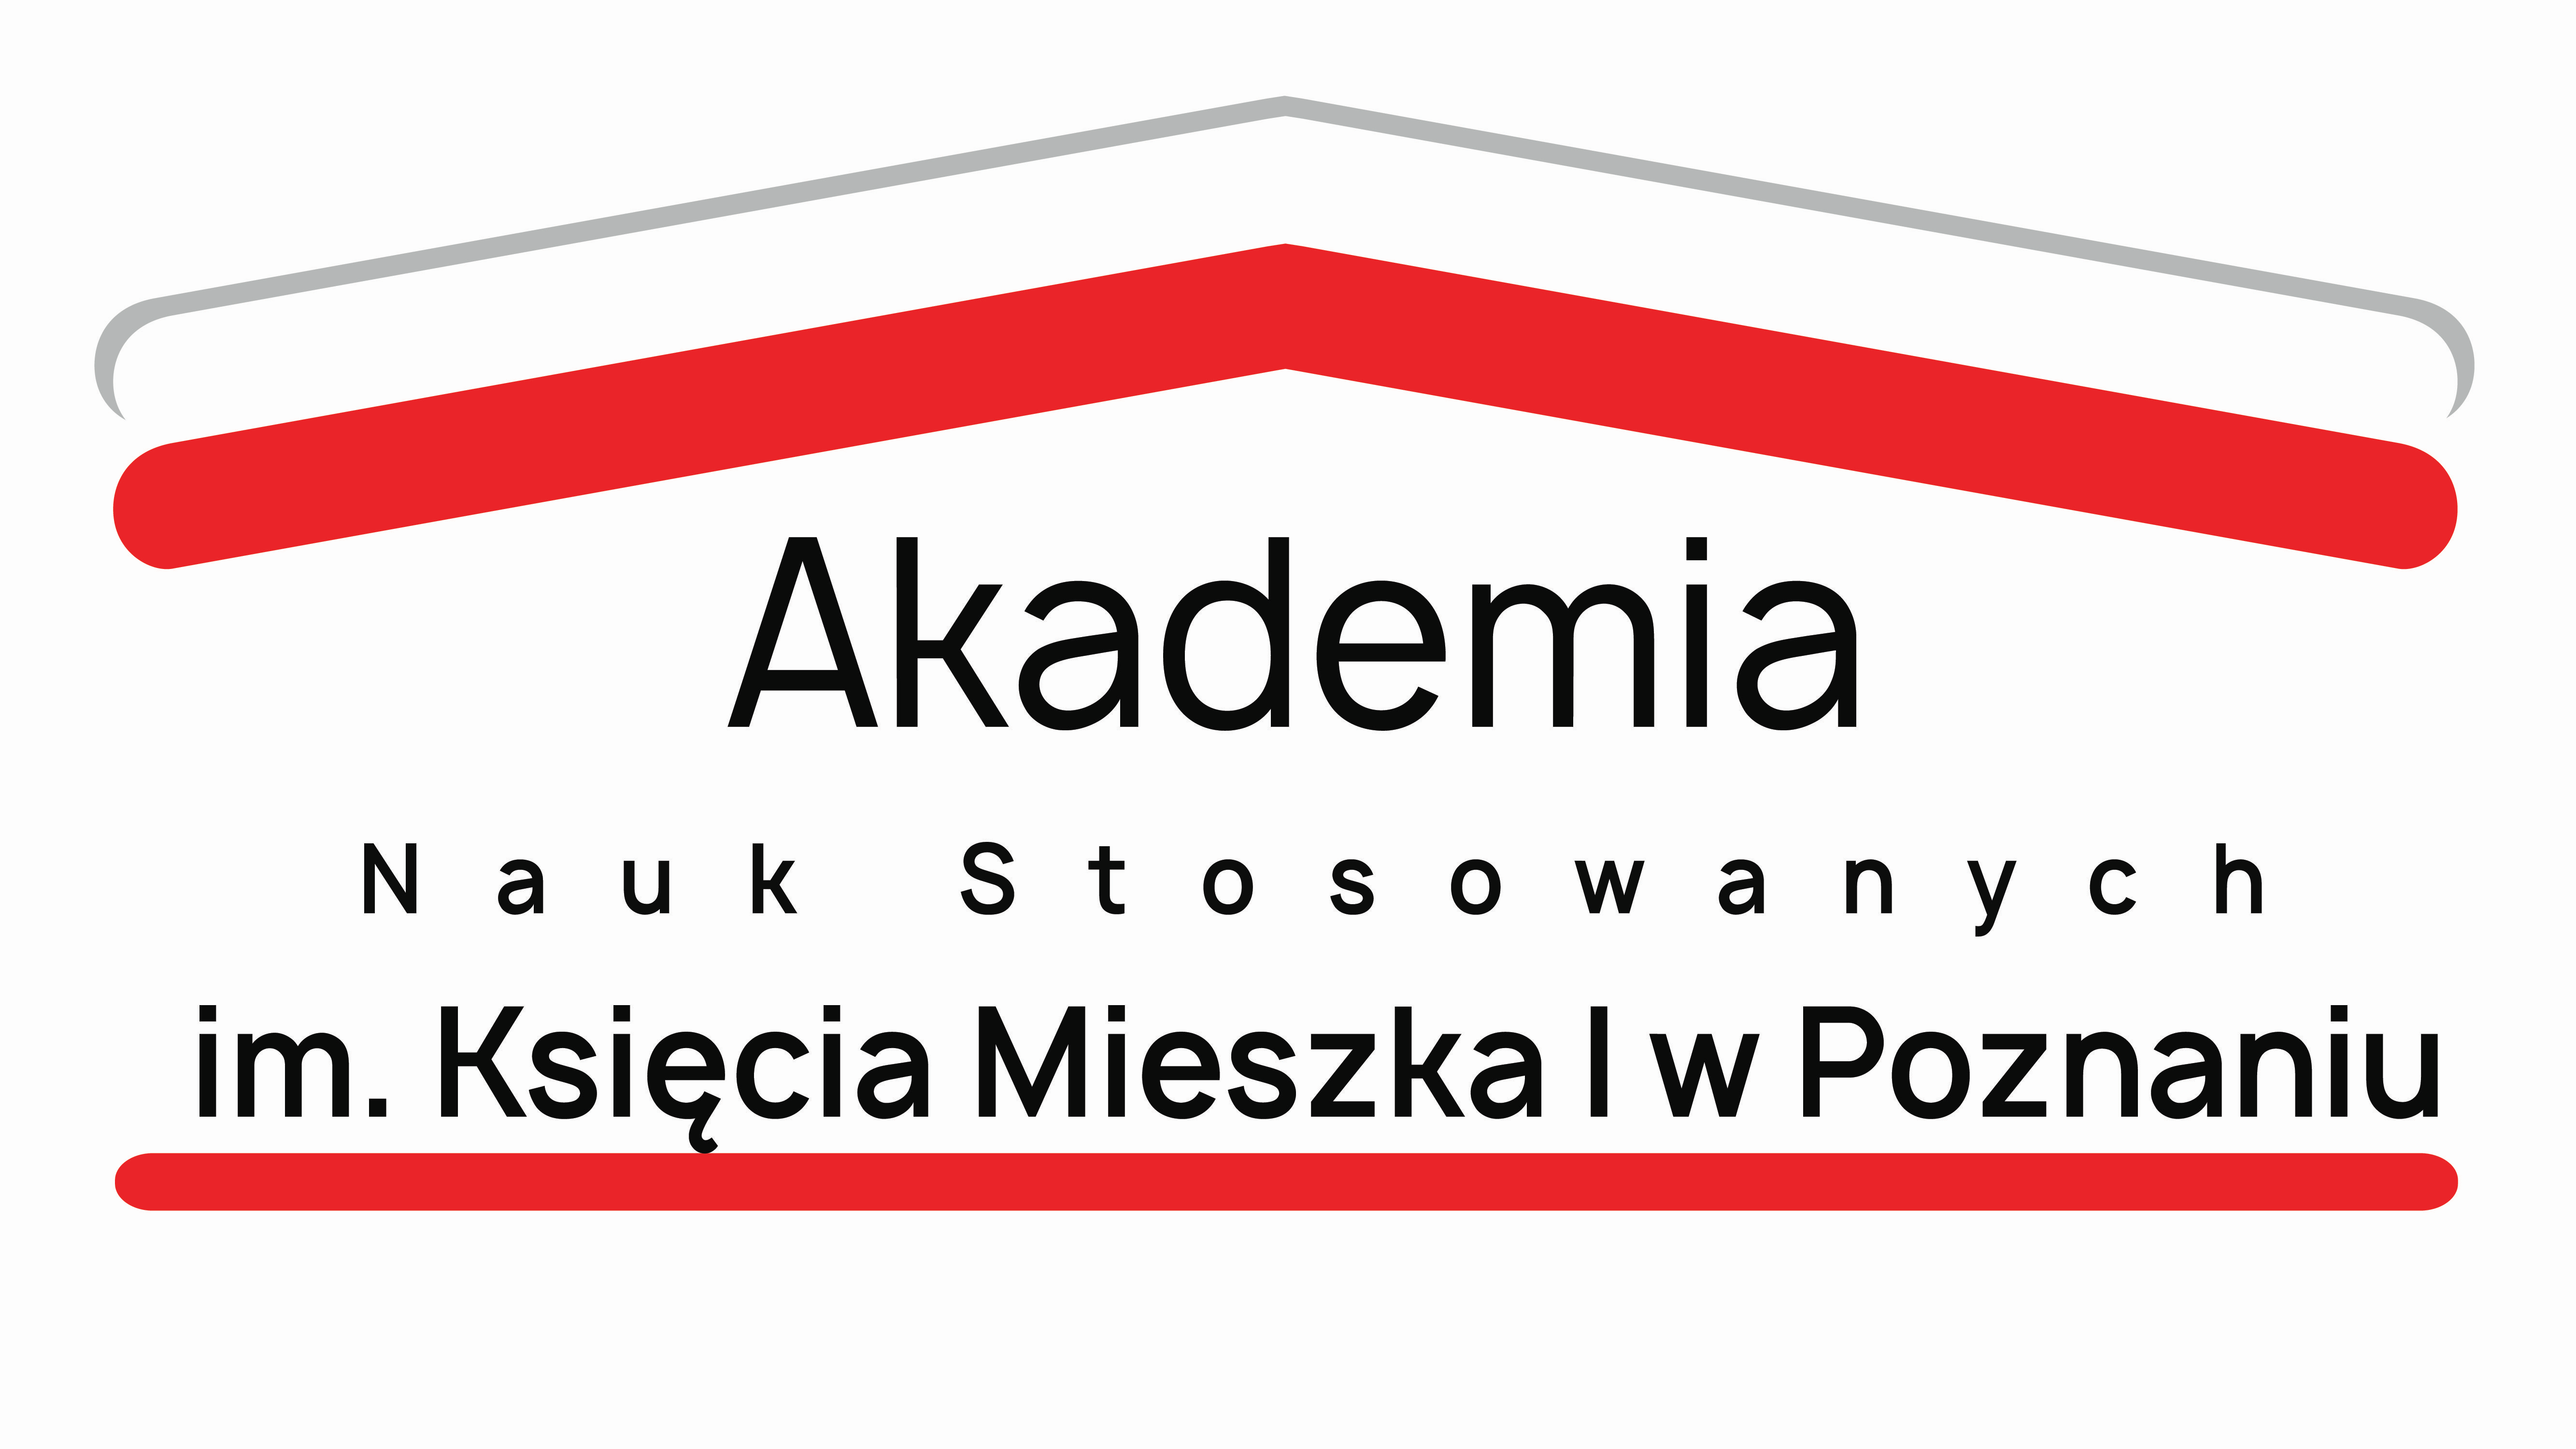 Akademia
Nauk Stosowanych
im. Księcia Mieszka I w Poznaniu